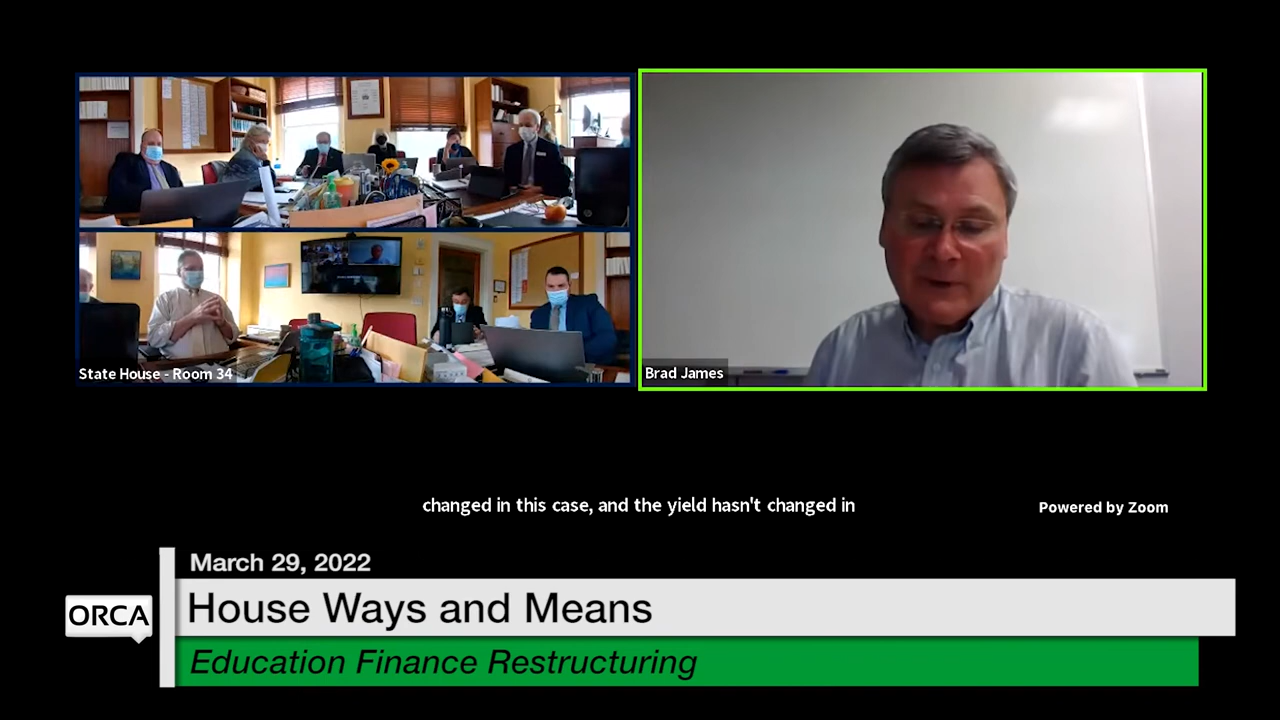 State House - Room 34
Brad James
changed in this case, and the yield hasn't changed in
Powered by Zoom
March 29, 2022
ORCA
House Ways and Means
Education Finance Restructuring